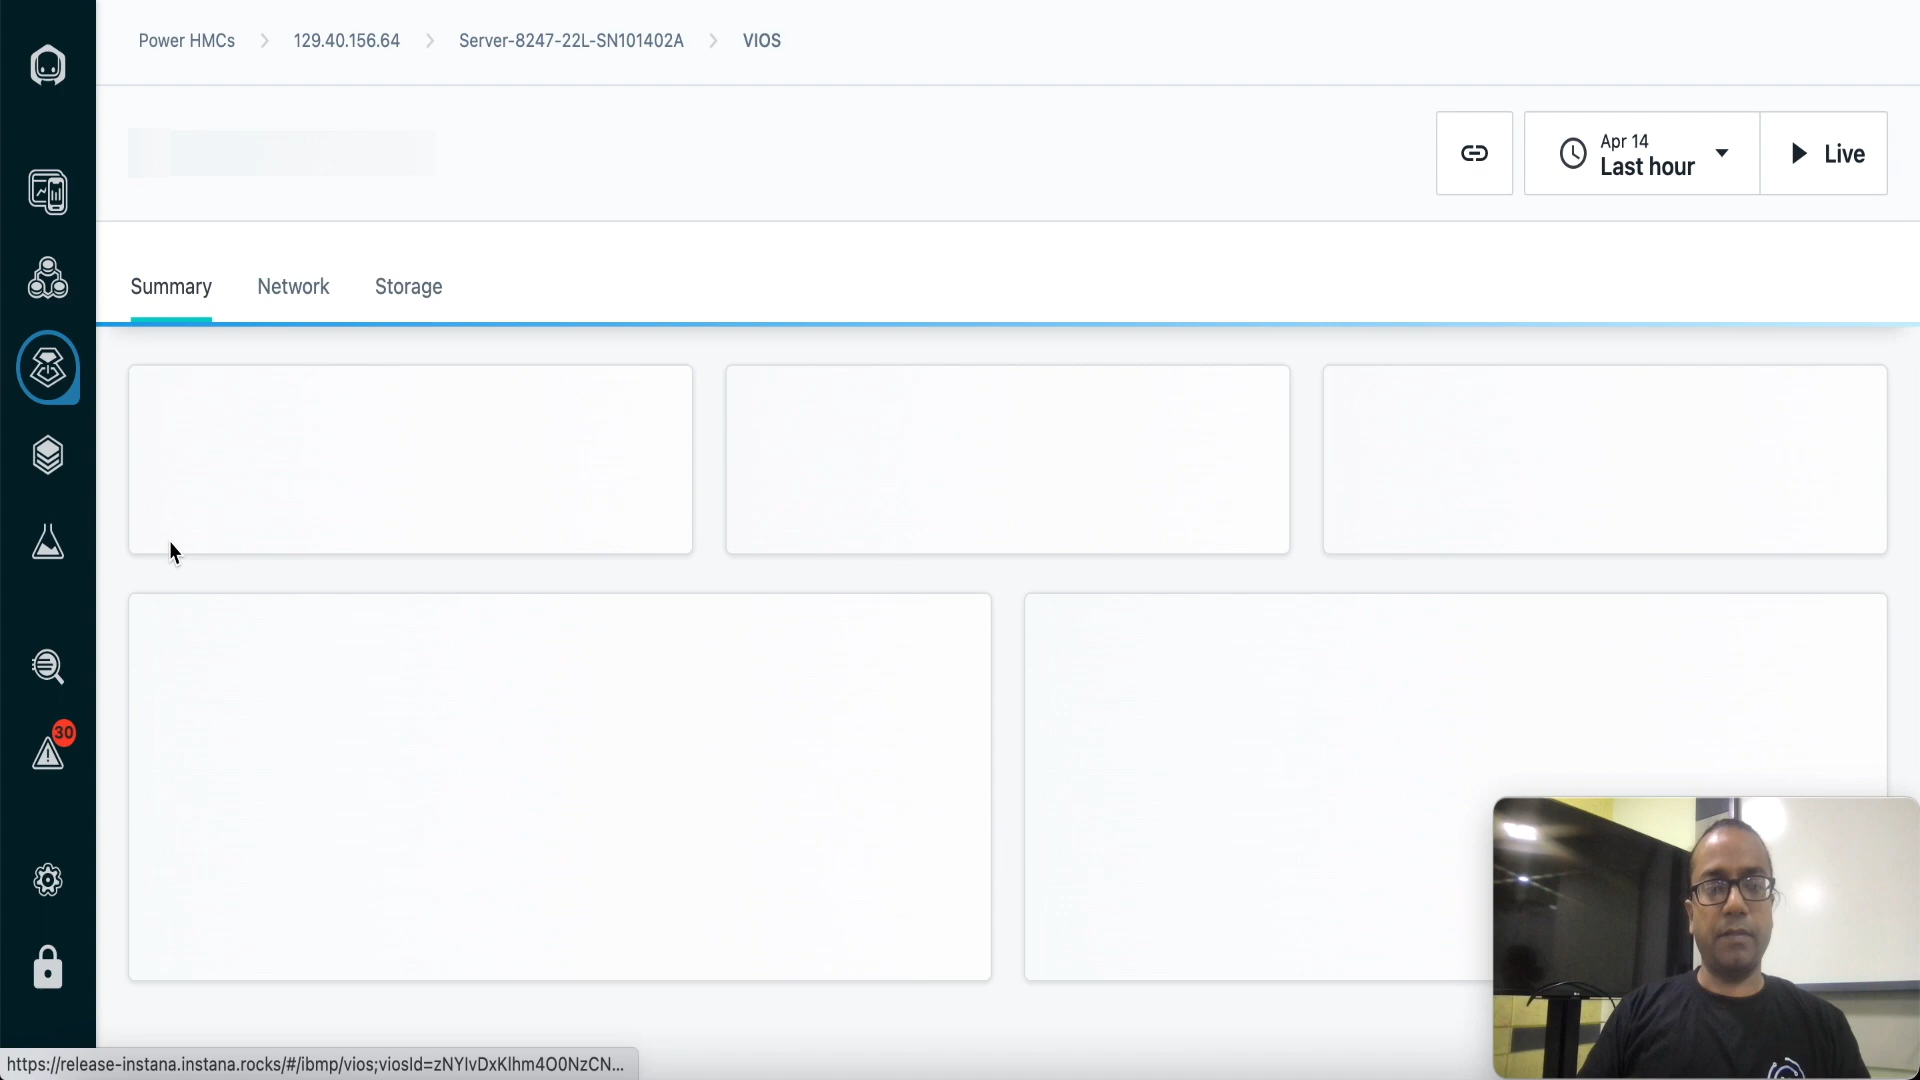 Power HMCs
129.40.156.64
Server-8247-22L-SN101402A
VIOS
Apr 14
Last hour
Live
Summary
Network
Storage
30
https://release-instana.instana.rocks/#/ibmp/vios;viosId=zNYlvDxKlhm4O0NzCN...